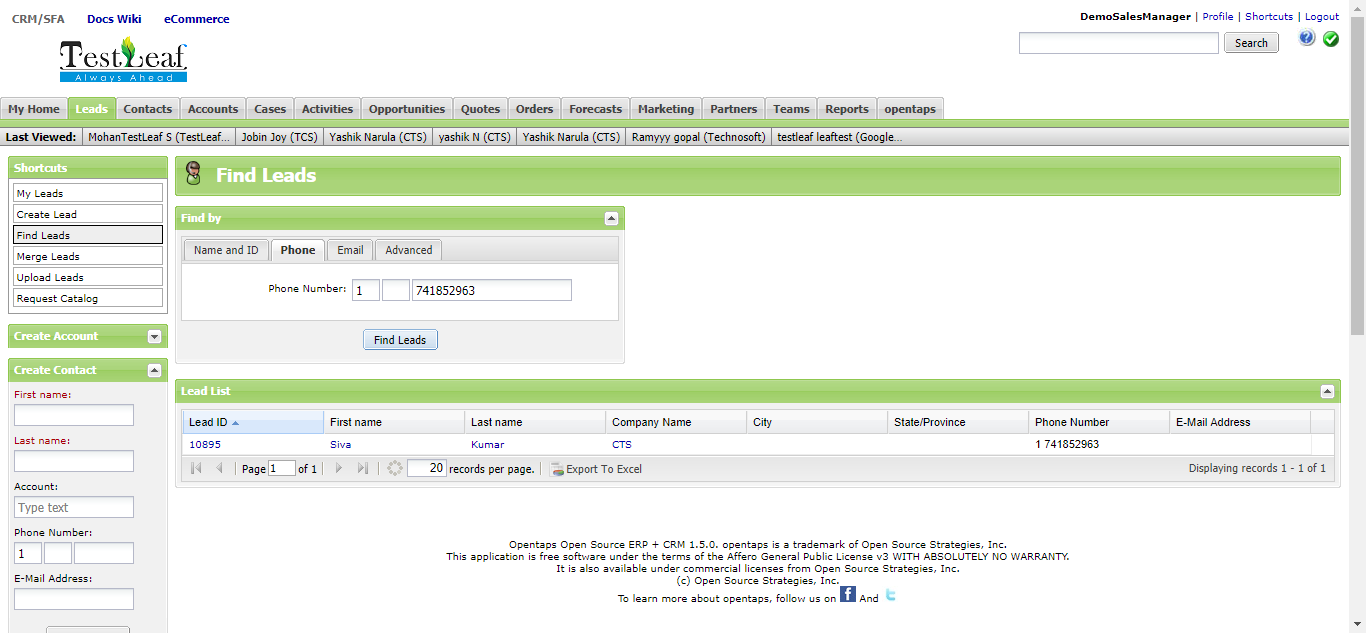 CRM/SFA Docs Wiki eCommerce
DemoSalesManager | Profile | Shortcuts | Logout
TestLeaf
Always Ahead
Search
?
My Home Leads Contacts Accounts Cases Activities Opportunities Quotes Orders Forecasts Marketing Partners Teams Reports opentaps
Last Viewed: MohanTestLeaf S (TestLeaf... Jobin Joy (TCS) Yashik Narula (CTS) yashik N (CTS) Yashik Narula (CTS) Ramyyy gopal (Technosoft) testleaf leaftest (Google...
Shortcuts
My Leads
Create Lead
Find Leads
Merge Leads
Upload Leads
Request Catalog
Create Account
Create Contact
First name:
Last name:
Account:
Type text
Phone Number:
1
E-Mail Address:
Find Leads
Find by
Name and ID Phone Email Advanced
Phone Number: 1 741852963
Find Leads
Lead List
Lead ID First name Last name Company Name City State/Province Phone Number E-Mail Address
10895 Siva Kumar CTS 1 741852963
Page 1 of 1 20 records per page. Export To Excel Displaying records 1 - 1 of 1
Opentaps Open Source ERP + CRM 1.5.0. opentaps is a trademark of Open Source Strategies, Inc.
This application is free software under the terms of the Affero General Public License v3 WITH ABSOLUTELY NO WARRANTY.
It is also available under commercial licenses from Open Source Strategies, Inc.
(c) Open Source Strategies, Inc.
To learn more about opentaps, follow us on f And t